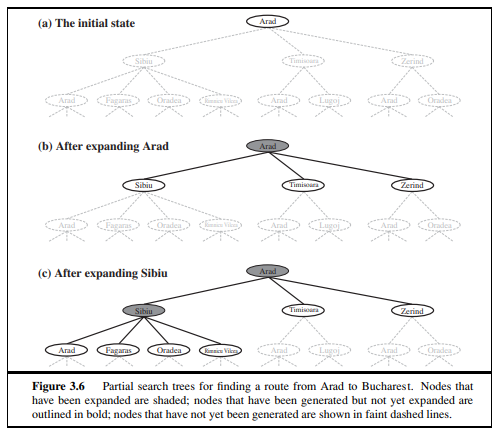 (a) The initial state
Arad
Sibiu Timisoara Zerind
Arad Fagaras Oradea Rimnicu Vilcea Arad Lugoj Arad Oradea
(b) After expanding Arad
Arad
Sibiu Timisoara Zerind
Arad Fagaras Oradea Rimnicu Vilcea Arad Lugoj Arad Oradea
(c) After expanding Sibiu
Arad
Sibiu Timisoara Zerind
Arad Fagaras Oradea Rimnicu Vilcea Arad Lugoj Arad Oradea
Figure 3.6 Partial search trees for finding a route from Arad to Bucharest. Nodes that
have been expanded are shaded; nodes that have been generated but not yet expanded are
outlined in bold; nodes that have not yet been generated are shown in faint dashed lines.